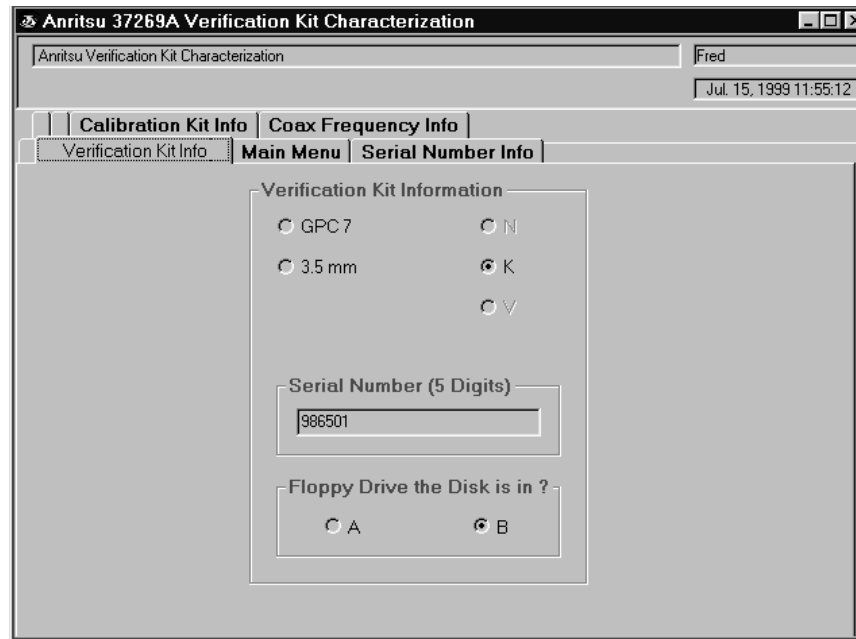 Anritsu 37269A Verification Kit Characterization
Anritsu Verification Kit Characterization
Fred
Jul. 15, 1999 11:55:12
Calibration Kit Info
Coax Frequency Info
Verification Kit Info
Main Menu
Serial Number Info
Verification Kit Information
GPC 7
N
3.5 mm
K
V
Serial Number (5 Digits)
986501
Floppy Drive the Disk is in ?
A
B